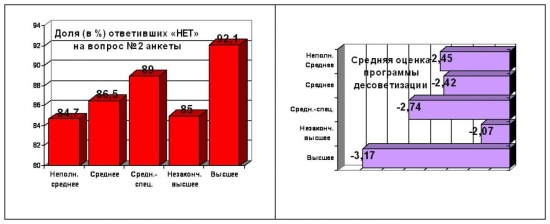 Доля (в %) ответивших «НЕТ»
на вопрос №2 анкеты
94
92
90
88
86
84
82
80
84,7
86,5
89
85
92,1
Неполн.
среднее
Среднее
Средн.-
спец.
Незаконч.
высшее
Высшее
Средняя оценка
программы
десоветизации
Неполн.
Среднее
-2,45
Среднее
-2,42
Средн.-спец.
-2,74
Незаконч.
высшее
-2,07
Высшее
-3,17